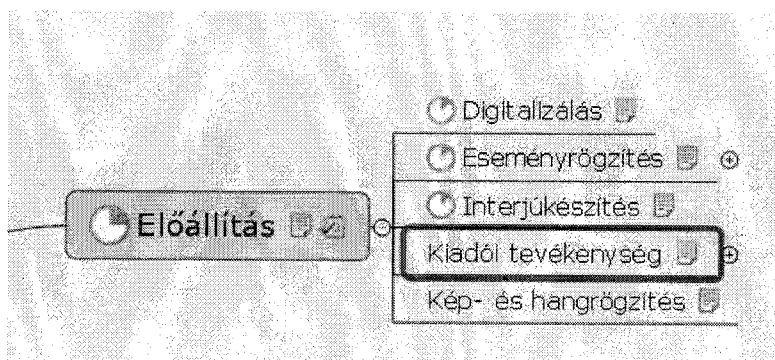 Digitalizálás
Eseményrögzítés
Interjúkészítés
Előállítás
Kiadói tevékenység
Kép- és hangrögzítés